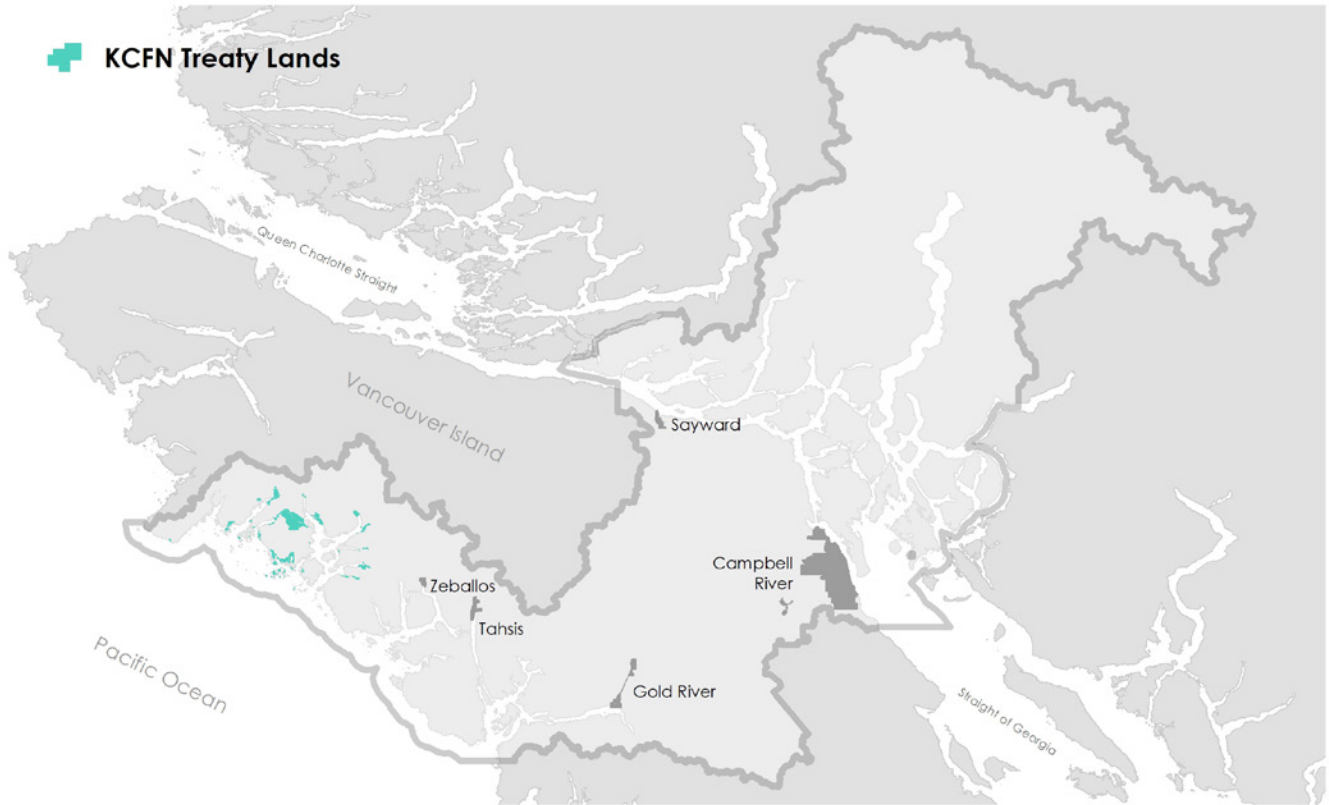 KCFN Treaty Lands
Queen Charlotte Straight
Vancouver Island
Sayward
Campbell
River
Zeballos
Tahsis
Gold River
Pacific Ocean
Straight of Georgia